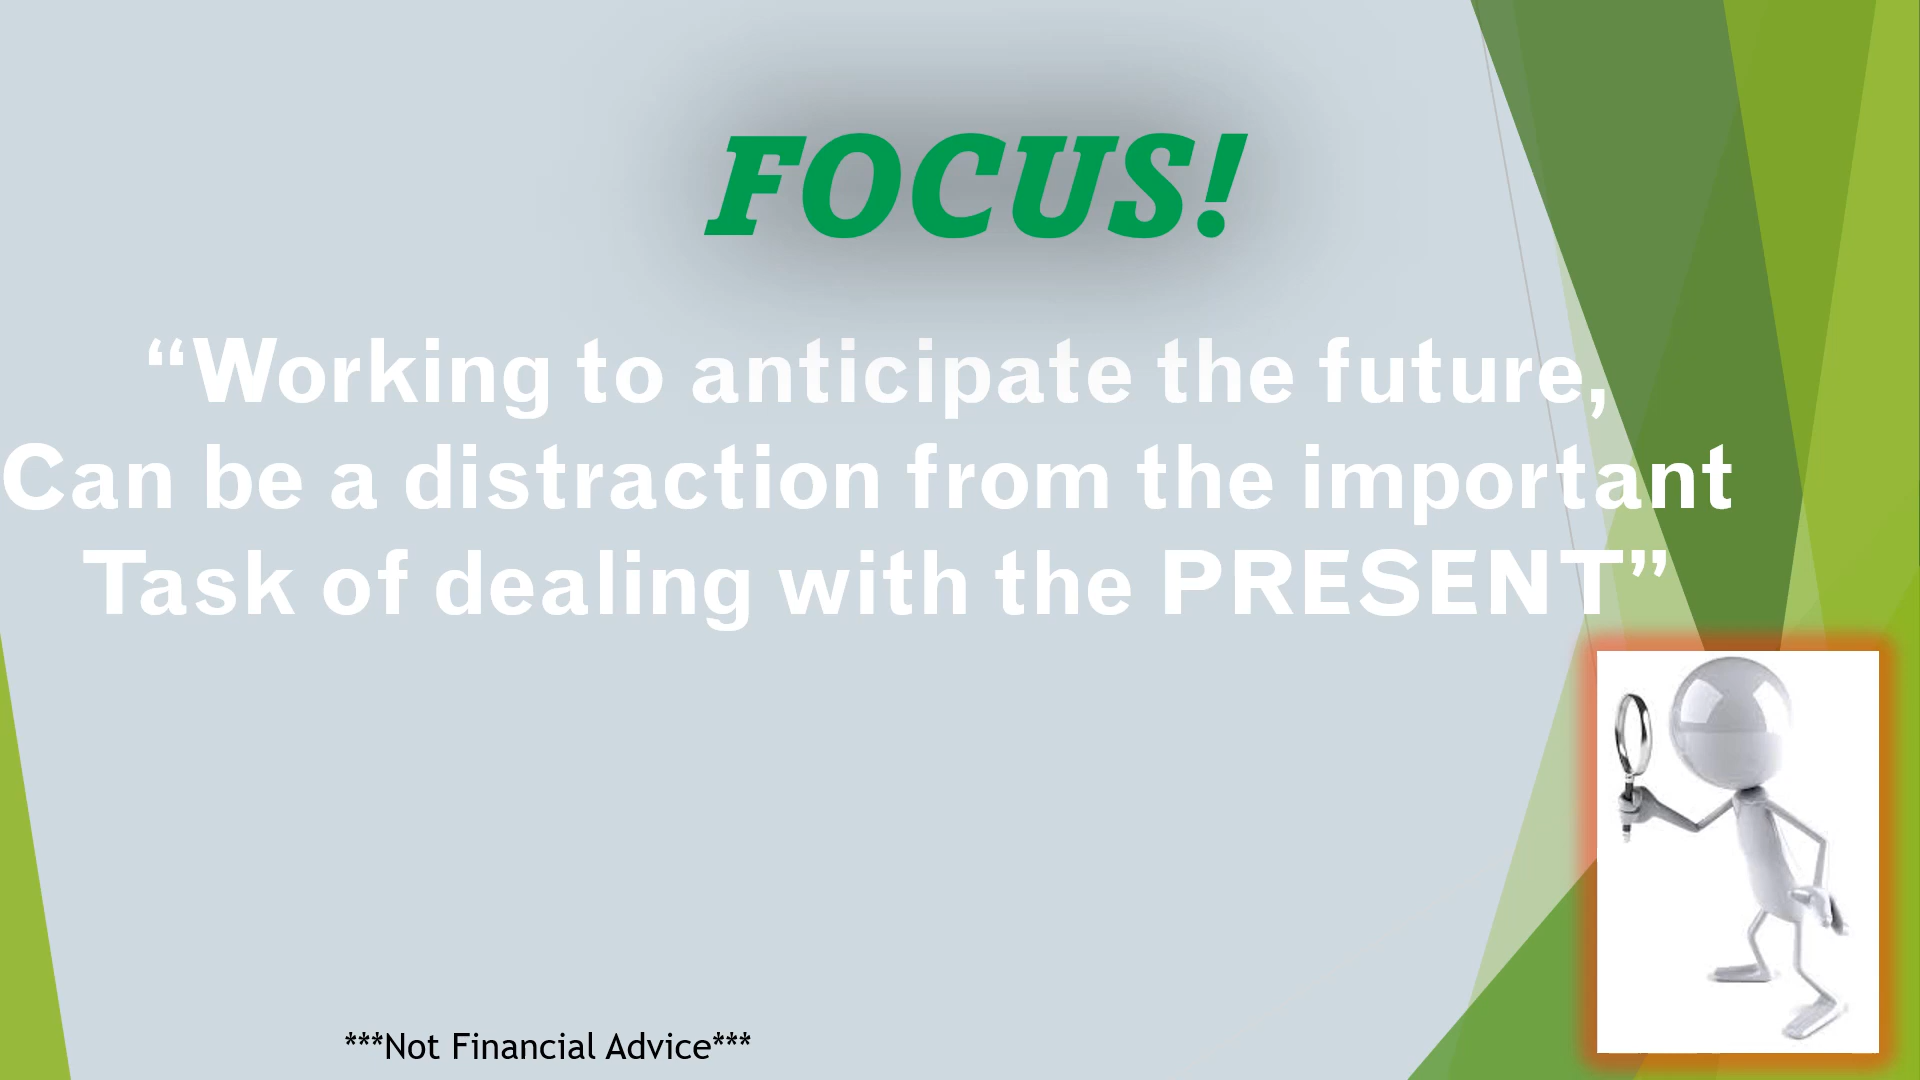 FOCUS!
“Working to anticipate the future,
Can be a distraction from the important
Task of dealing with the PRESENT”
***Not Financial Advice***